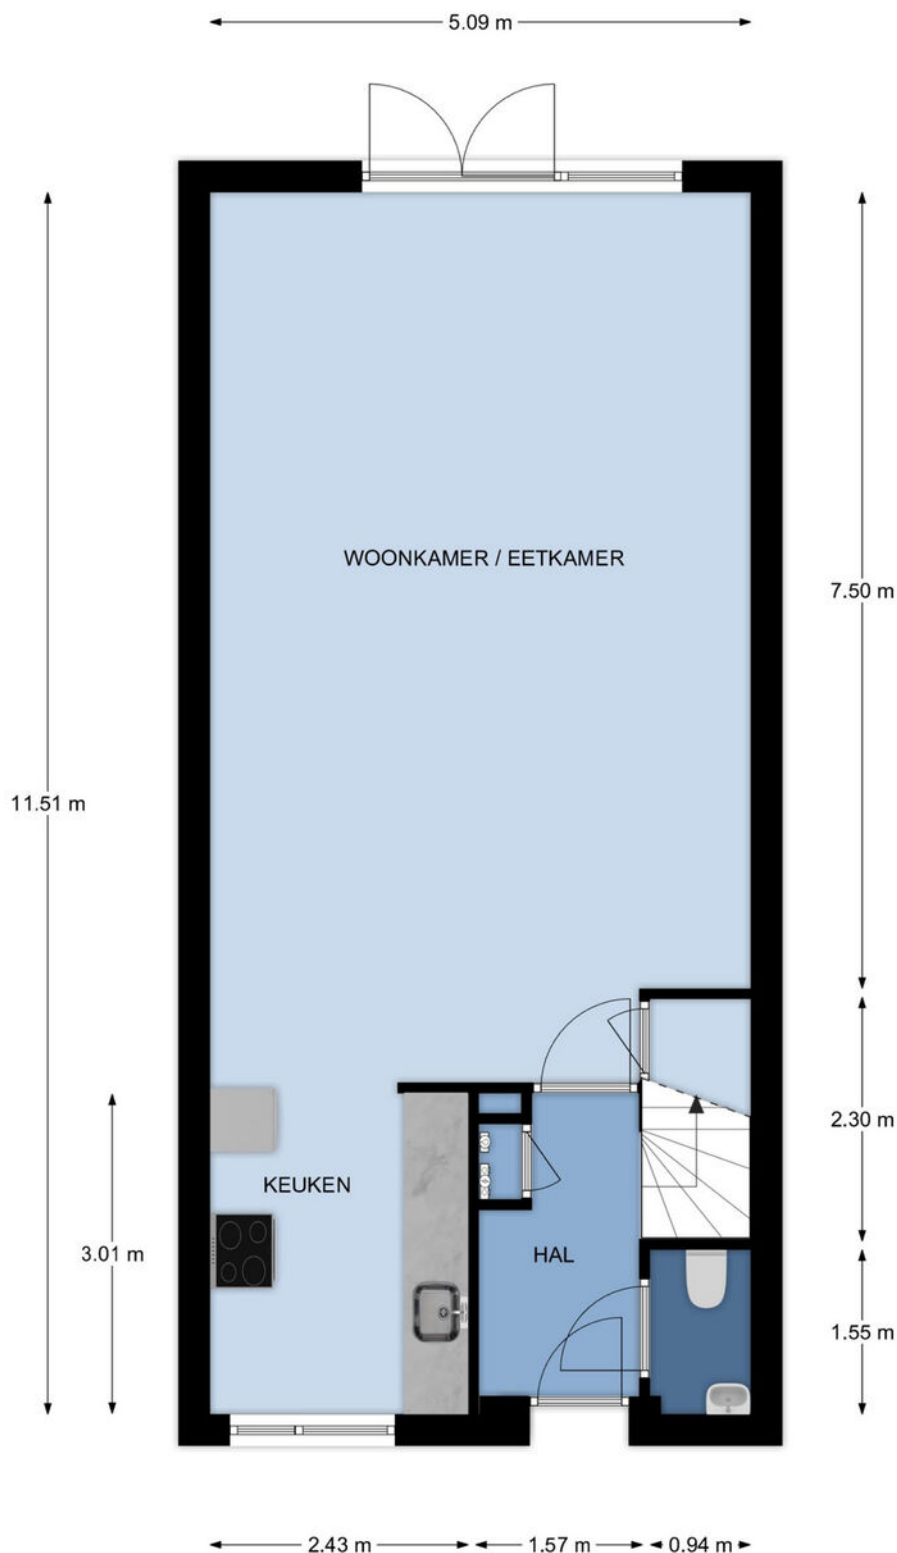 5.09 m
WOONKAMER / EETKAMER
7.50 m
11.51 m
2.30 m
KEUKEN
3.01 m
HAL
1.55 m
2.43 m
1.57 m
0.94 m